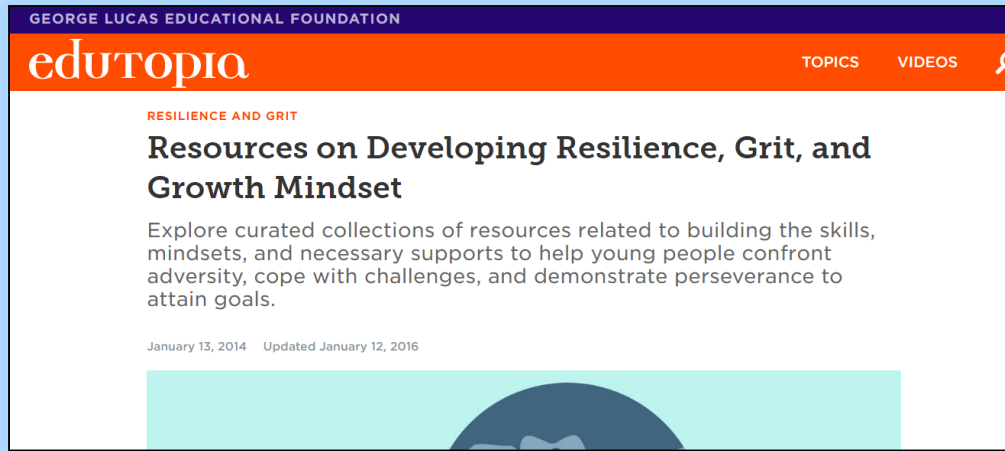 GEORGE LUCAS EDUCATIONAL FOUNDATION
edutopia
TOPICS VIDEOS
RESILIENCE AND GRIT
Resources on Developing Resilience, Grit, and
Growth Mindset
Explore curated collections of resources related to building the skills,
mindsets, and necessary supports to help young people confront
adversity, cope with challenges, and demonstrate perseverance to
attain goals.
January 13, 2014 Updated January 12, 2016